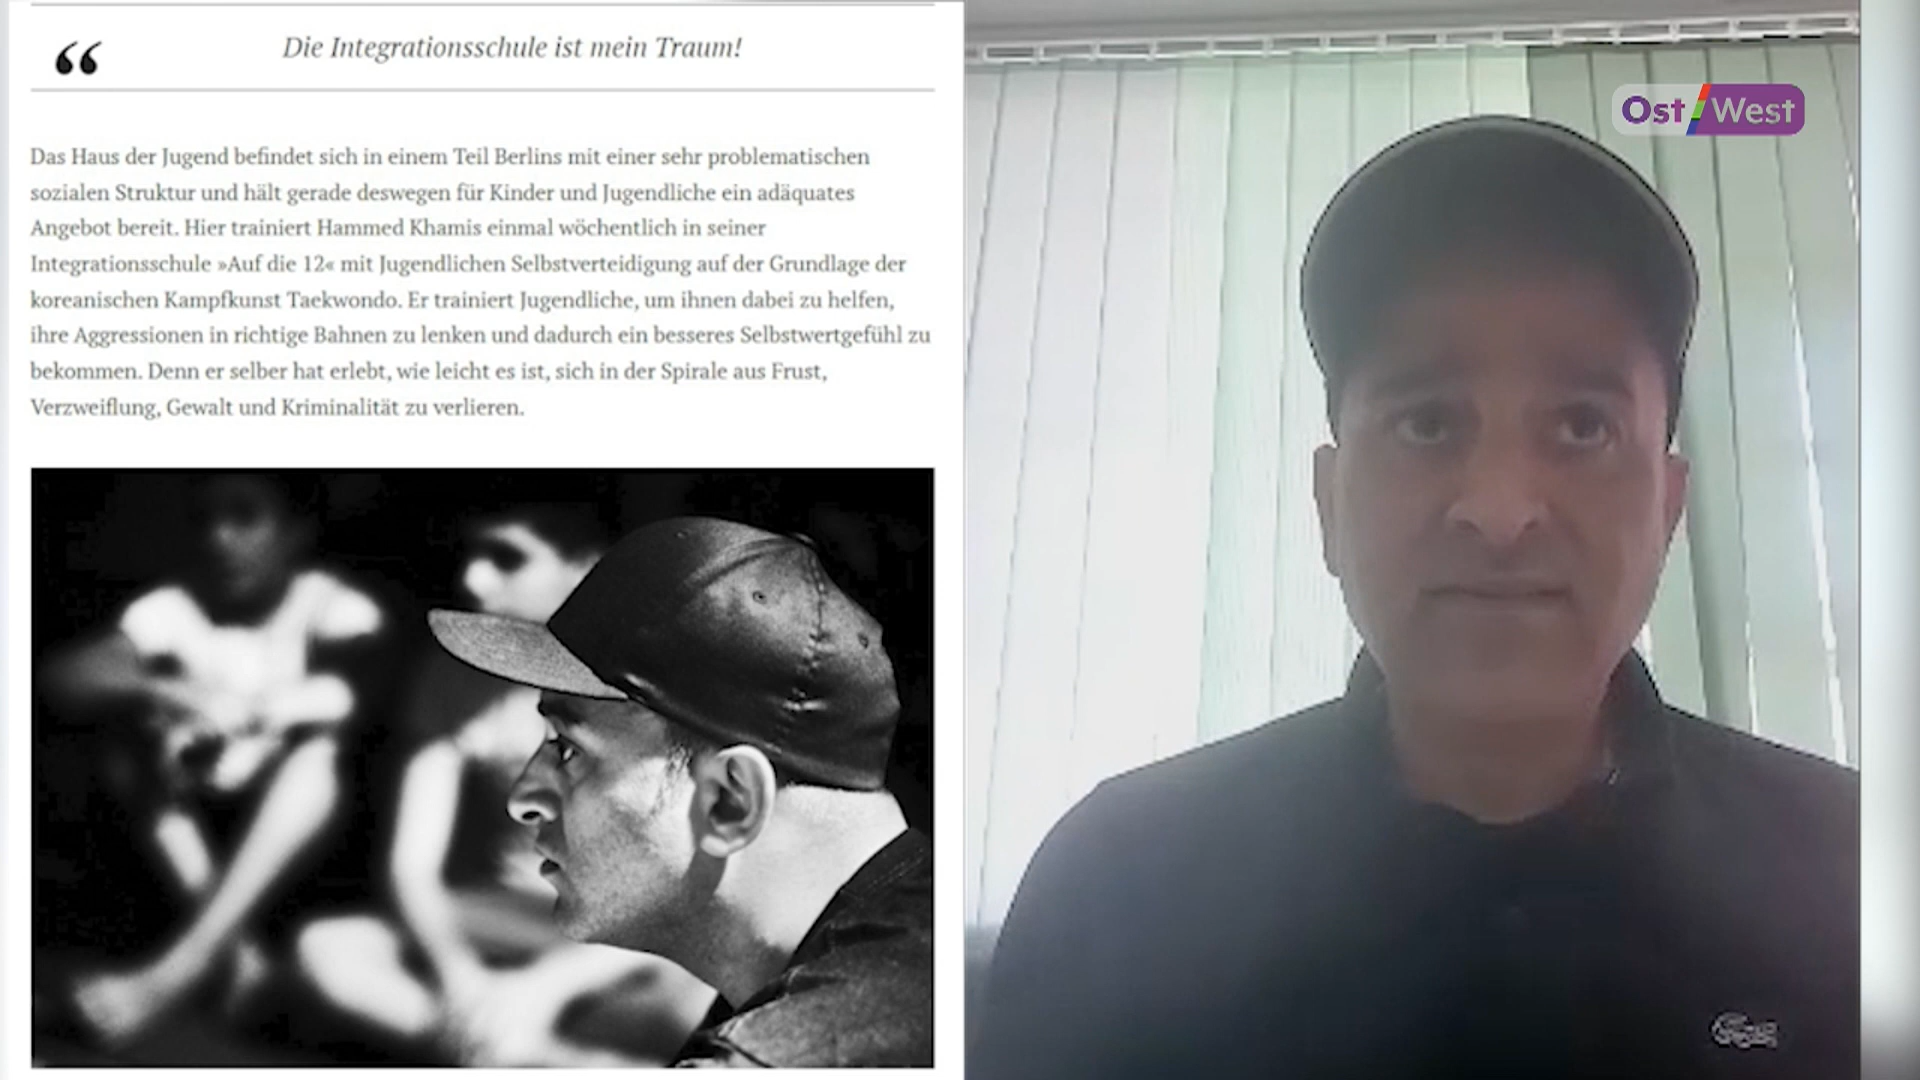 “
Die Integrationsschule ist mein Traum!
Ost/West
Das Haus der Jugend befindet sich in einem Teil Berlins mit einer sehr problematischen
sozialen Struktur und hält gerade deswegen für Kinder und Jugendliche ein adäquates
Angebot bereit. Hier trainiert Hammed Khamis einmal wöchentlich in seiner
Integrationsschule »Auf die 12« mit Jugendlichen Selbstverteidigung auf der Grundlage der
koreanischen Kampfkunst Taekwondo. Er trainiert Jugendliche, um ihnen dabei zu helfen,
ihre Aggressionen in richtige Bahnen zu lenken und dadurch ein besseres Selbstwertgefühl zu
bekommen. Denn er selber hat erlebt, wie leicht es ist, sich in der Spirale aus Frust,
Verzweiflung, Gewalt und Kriminalität zu verlieren.